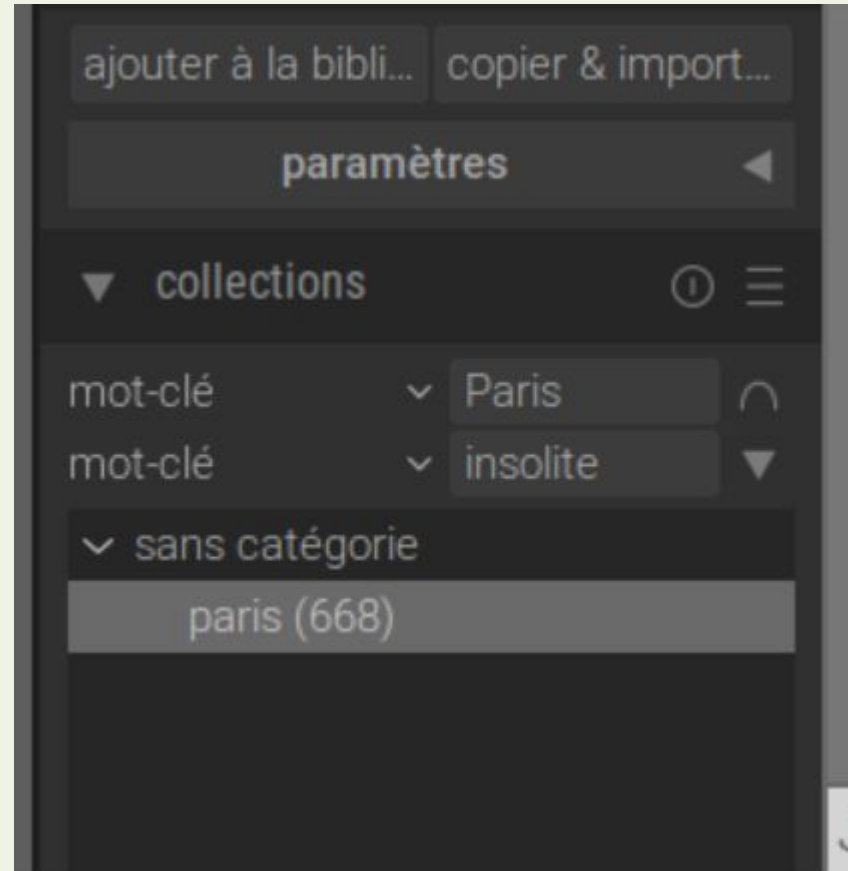 ajouter à la bibli... copier & import...
paramètres
collections
mot-clé Paris
mot-clé insolite
sans catégorie
paris (668)